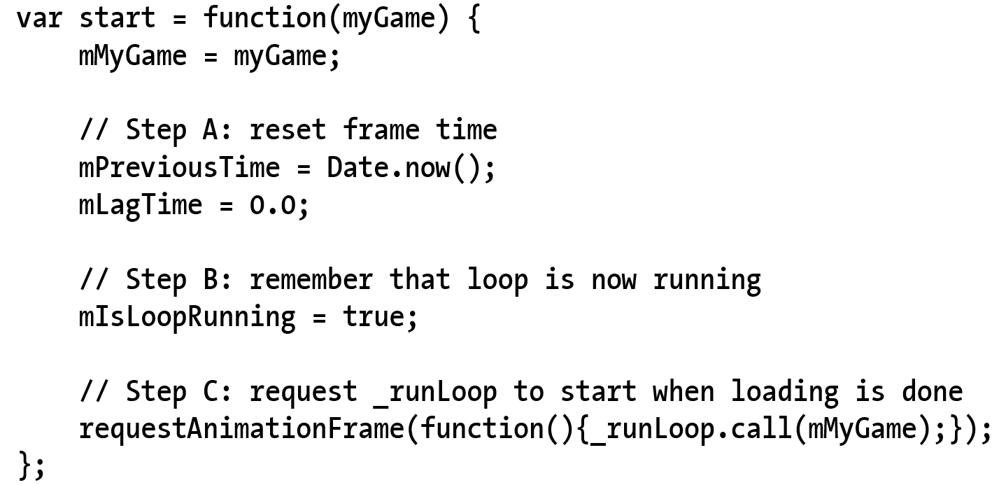 var start = function(myGame) {
    mMyGame = myGame;

    // Step A: reset frame time
    mPreviousTime = Date.now();
    mLagTime = 0.0;

    // Step B: remember that loop is now running
    mIsLoopRunning = true;

    // Step C: request _runLoop to start when loading is done
    requestAnimationFrame(function(){_runLoop.call(mMyGame);});
};